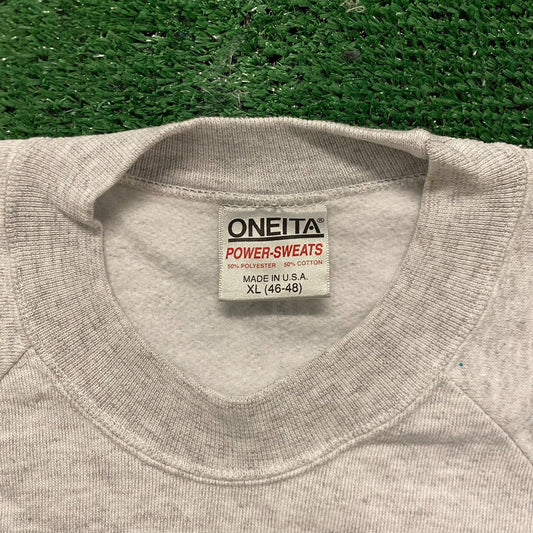 ONEITA®
POWER-SWEATS
50% POLYESTER 50% COTTON
MADE IN U.S.A.
XL (46-48)